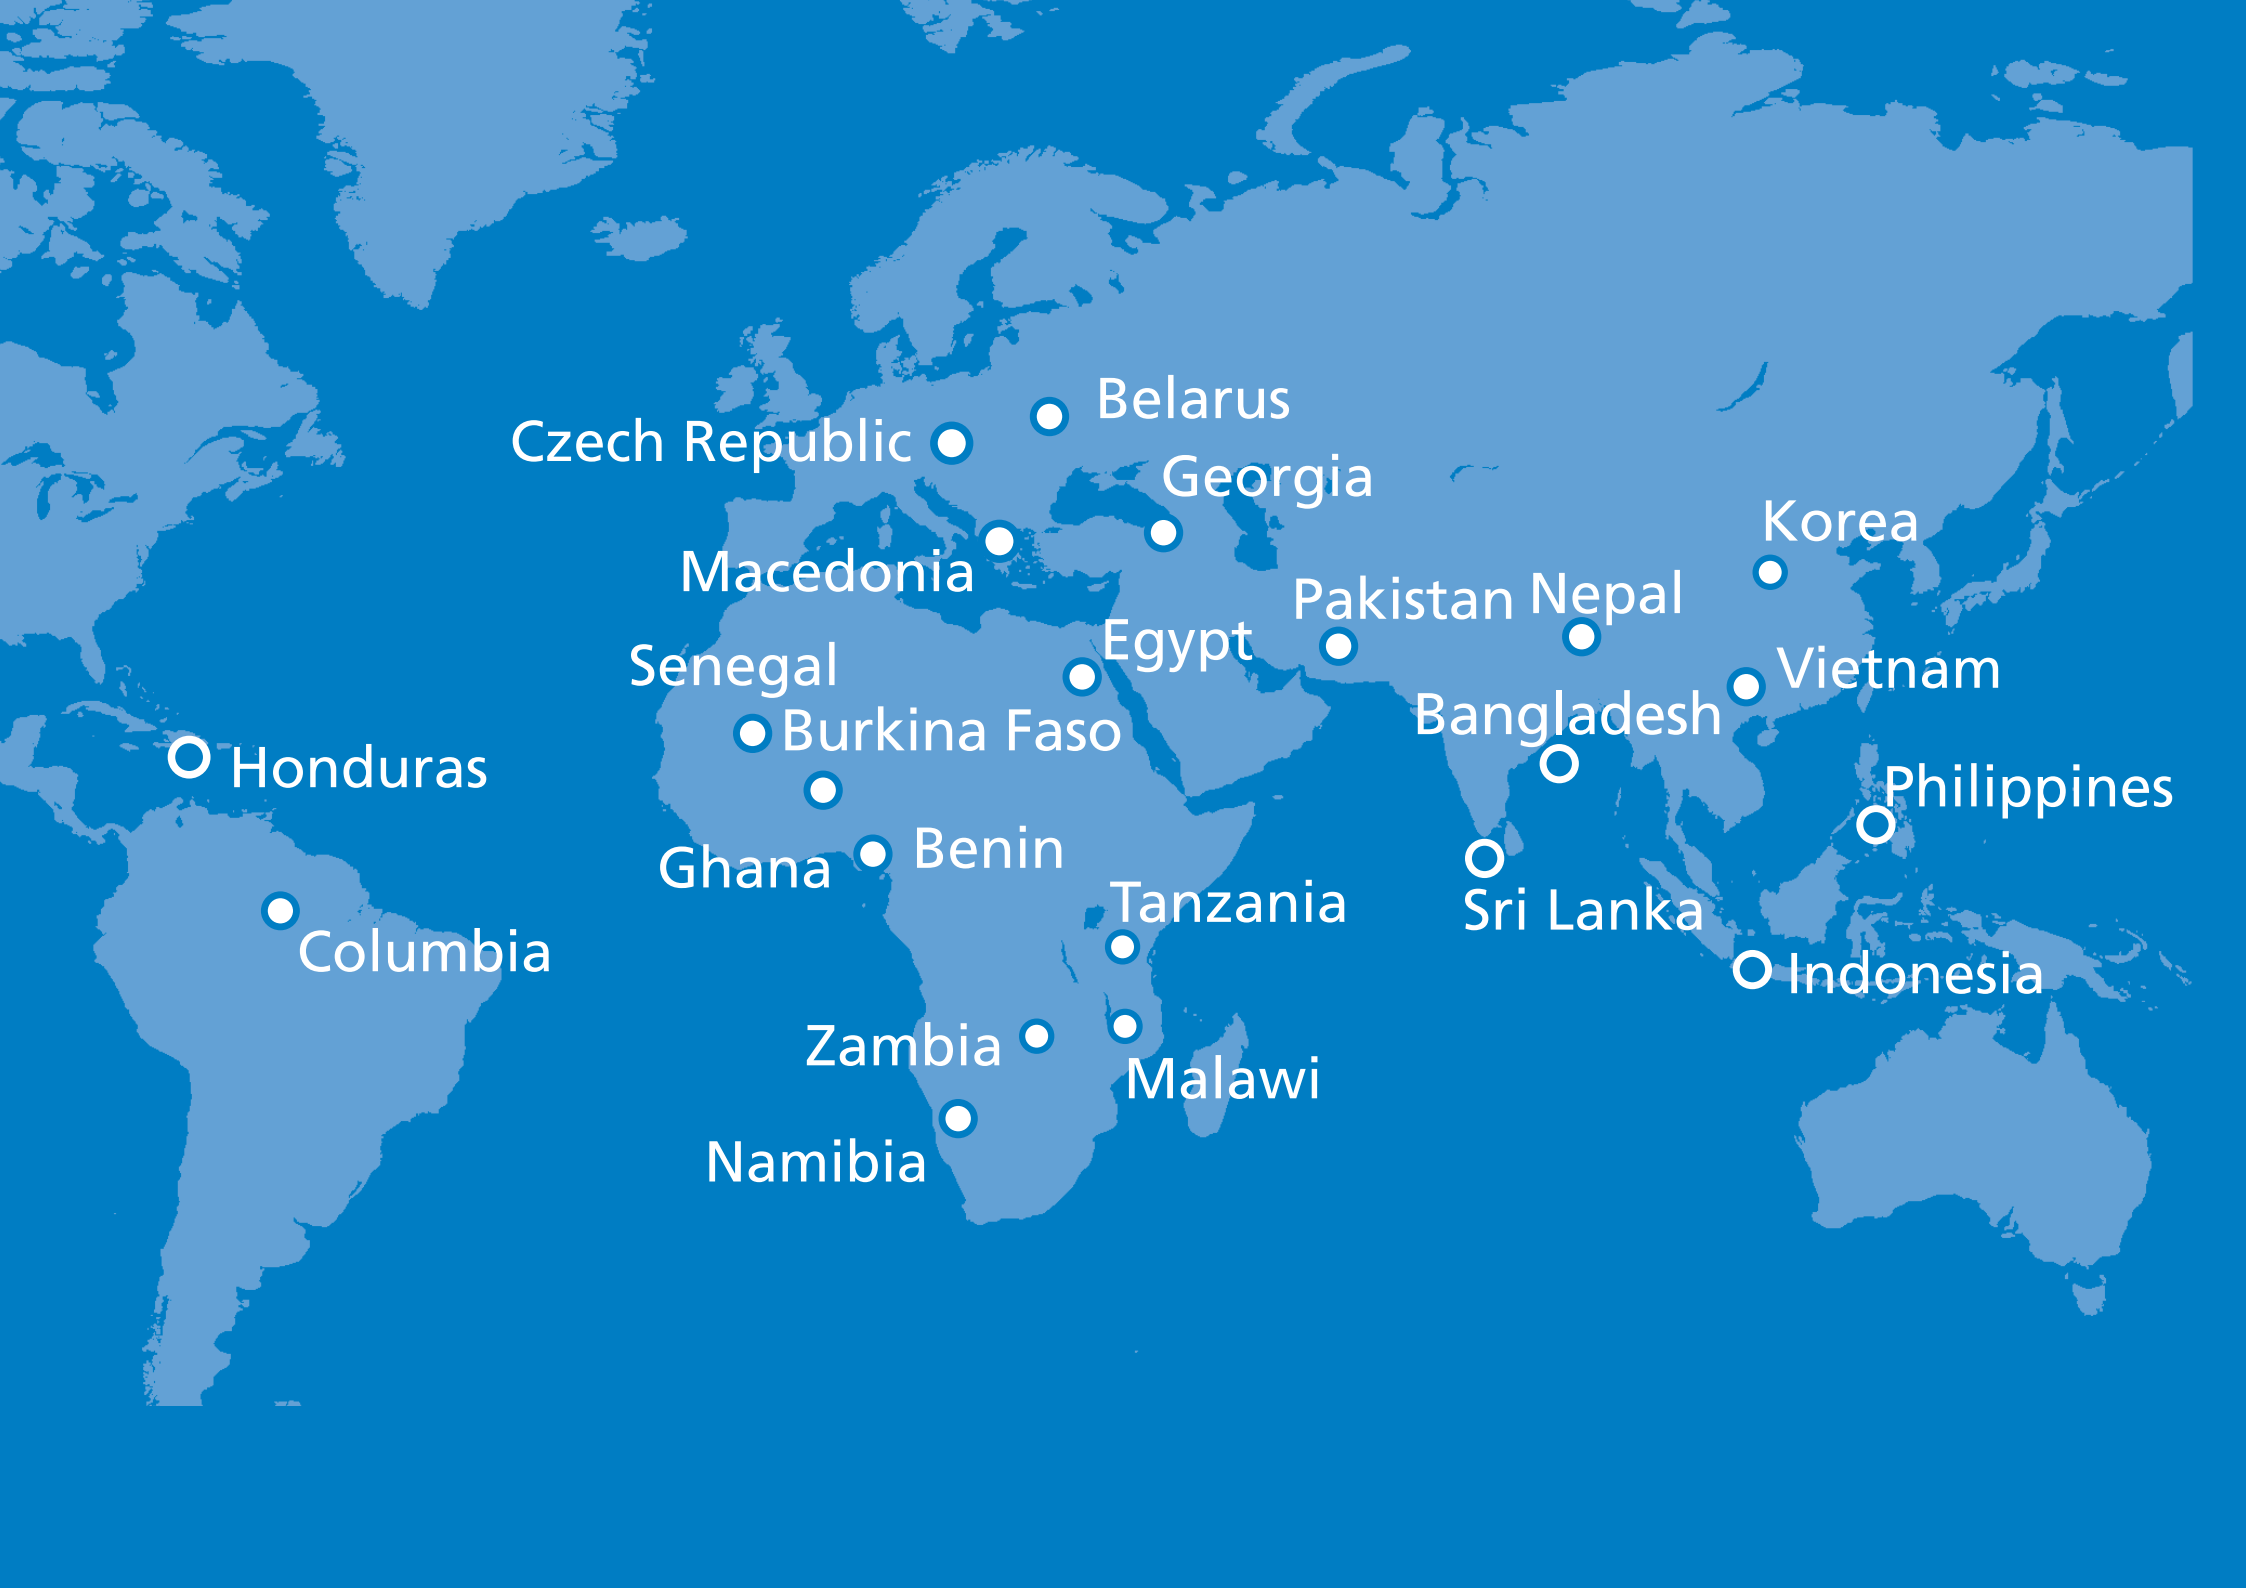 Belarus
Czech Republic
Georgia
Korea
Macedonia
Pakistan
Nepal
Egypt
Senegal
Vietnam
Bangladesh
Burkina Faso
Honduras
Philippines
Benin
Ghana
Tanzania
Sri Lanka
Columbia
Indonesia
Zambia
Malawi
Namibia